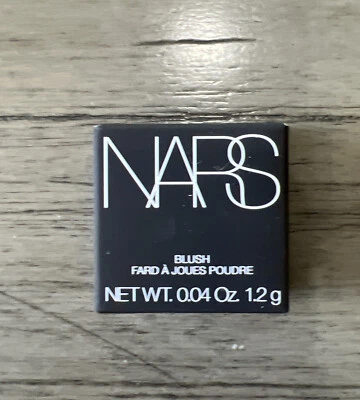 NARS
BLUSH
FARD À JOUES POUDRE
NET WT. 0.04 Oz. 1.2 g